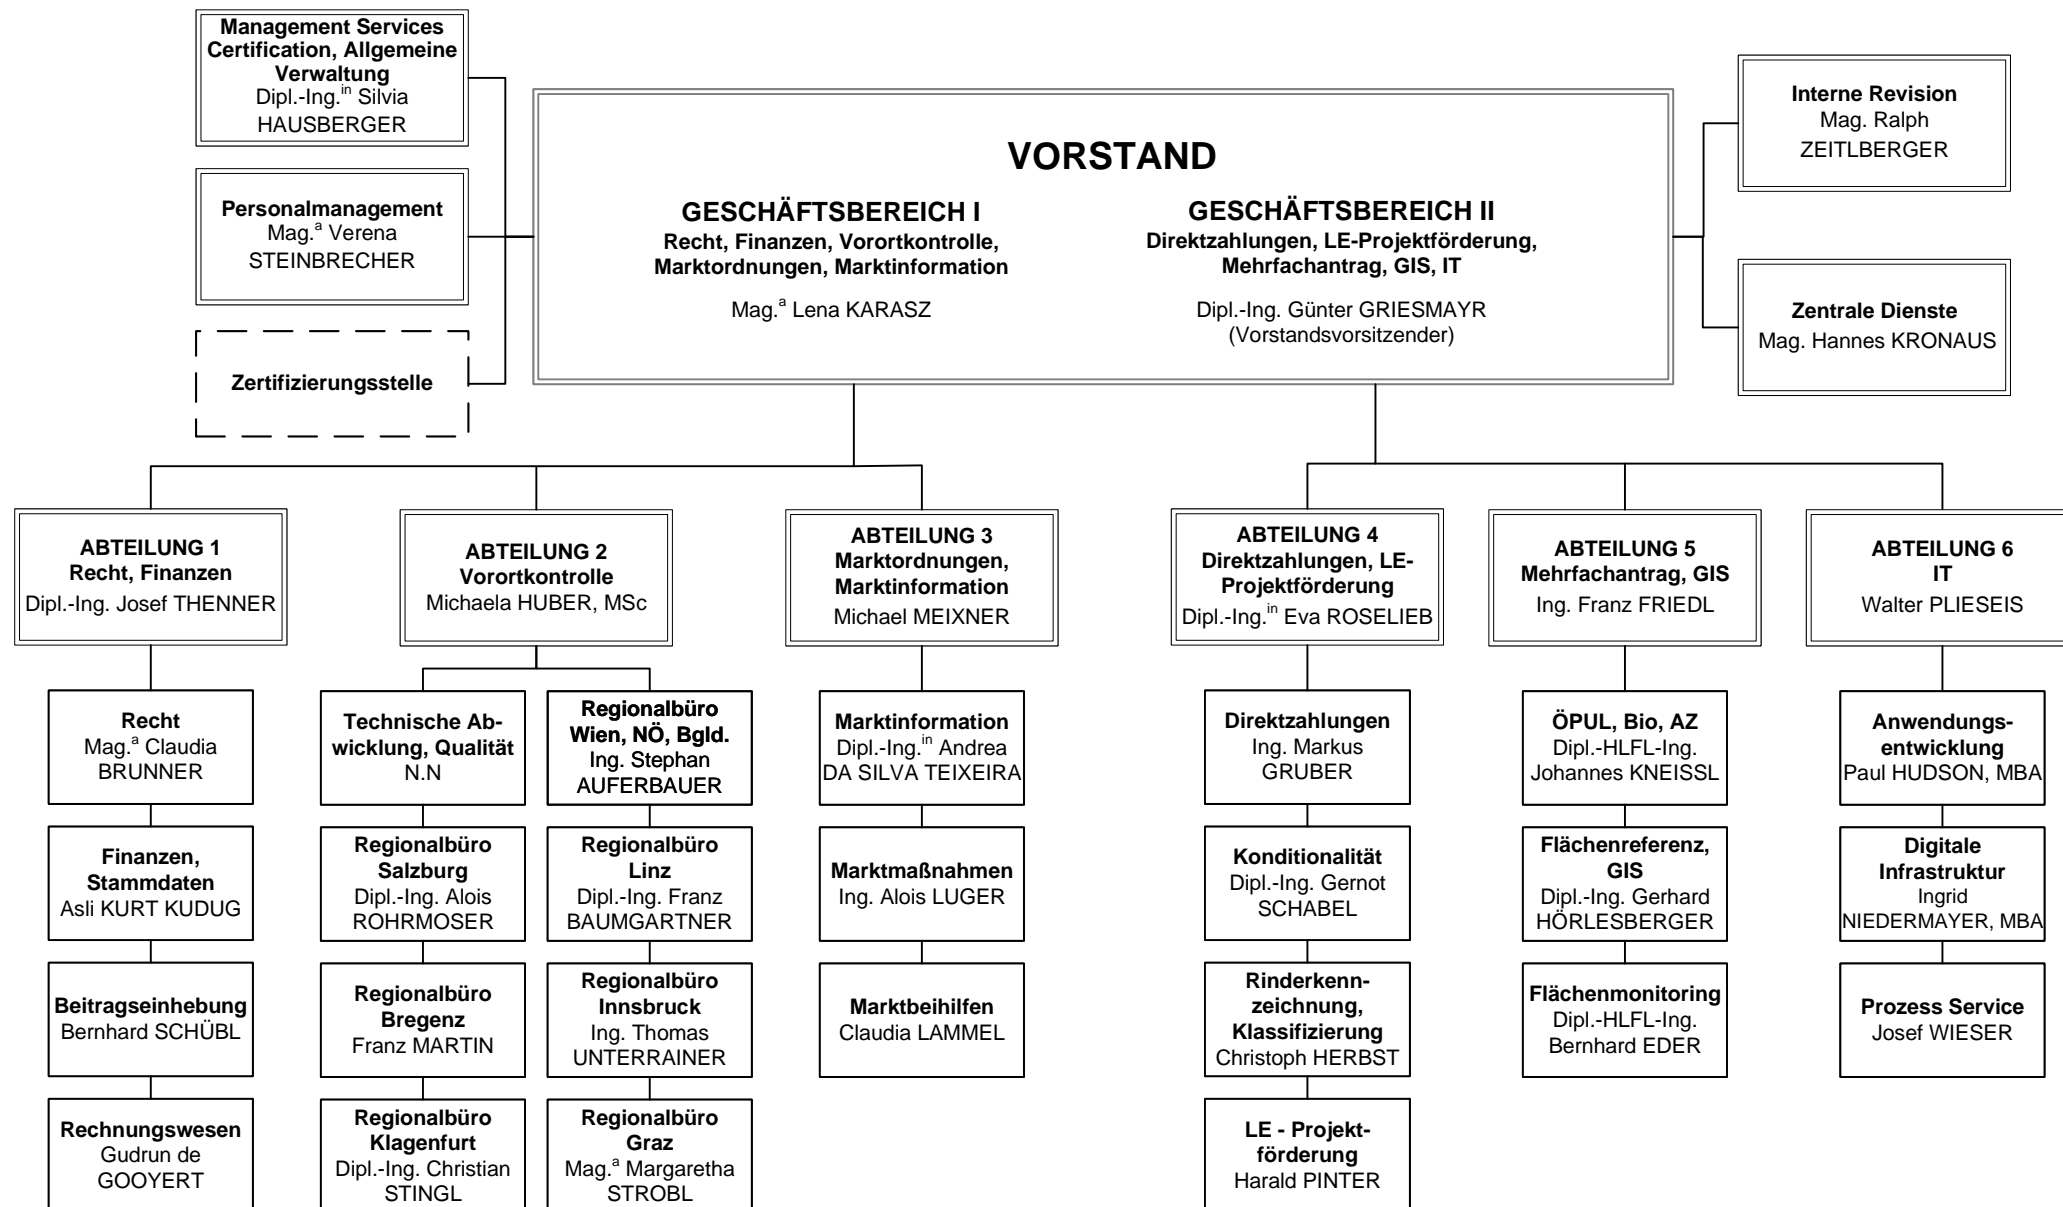 Management Services
Certification, Allgemeine
Verwaltung
Dipl.-Ing.in Silvia
HAUSBERGER
Personalmanagement
Mag.a Verena
STEINBRECHER
Zertifizierungsstelle
VORSTAND
GESCHÄFTSBEREICH I
Recht, Finanzen, Vorortkontrolle,
Marktordnungen, Marktinformation
Mag.a Lena KARASZ
GESCHÄFTSBEREICH II
Direktzahlungen, LE-Projektförderung,
Mehrfachantrag, GIS, IT
Dipl.-Ing. Günter GRIESMAYR
(Vorstandsvorsitzender)
Interne Revision
Mag. Ralph
ZEITLBERGER
Zentrale Dienste
Mag. Hannes KRONAUS
ABTEILUNG 1
Recht, Finanzen
Dipl.-Ing. Josef THENNER
Recht
Mag.a Claudia
BRUNNER
Finanzen,
Stammdaten
Asli KURT KUDUG
Beitragseinhebung
Bernhard SCHÜBL
Rechnungswesen
Gudrun de
GOOYERT
ABTEILUNG 2
Vorortkontrolle
Michaela HUBER, MSc
Technische Ab-
wicklung, Qualität
N.N
Regionalbüro
Salzburg
Dipl.-Ing. Alois
ROHRMOSER
Regionalbüro
Bregenz
Franz MARTIN
Regionalbüro
Klagenfurt
Dipl.-Ing. Christian
STINGL
Regionalbüro
Wien, NÖ, Bgld.
Ing. Stephan
AUFERBAUER
Regionalbüro
Linz
Dipl.-Ing. Franz
BAUMGARTNER
Regionalbüro
Innsbruck
Ing. Thomas
UNTERRAINER
Regionalbüro
Graz
Mag.a Margaretha
STROBL
ABTEILUNG 3
Marktordnungen,
Marktinformation
Michael MEIXNER
Marktinformation
Dipl.-Ing.in Andrea
DA SILVA TEIXEIRA
Marktmaßnahmen
Ing. Alois LUGER
Marktbeihilfen
Claudia LAMMEL
ABTEILUNG 4
Direktzahlungen, LE-
Projektförderung
Dipl.-Ing.in Eva ROSELIEB
Direktzahlungen
Ing. Markus
GRUBER
Konditionalität
Dipl.-Ing. Gernot
SCHABEL
Rinderkenn-
zeichnung,
Klassifizierung
Christoph HERBST
LE - Projekt-
förderung
Harald PINTER
ABTEILUNG 5
Mehrfachantrag, GIS
Ing. Franz FRIEDL
ÖPUL, Bio, AZ
Dipl-HLFL-Ing.
Johannes KNEISSL
Flächenreferenz,
GIS
Dipl.-Ing. Gerhard
HÖRLESBERGER
Flächenmonitoring
Dipl.-HLFL-Ing.
Bernhard EDER
ABTEILUNG 6
IT
Walter PLIESEIS
Anwendungs-
entwicklung
Paul HUDSON, MBA
Digitale
Infrastruktur
Ingrid
NIEDERMAYER, MBA
Prozess Service
Josef WIESER